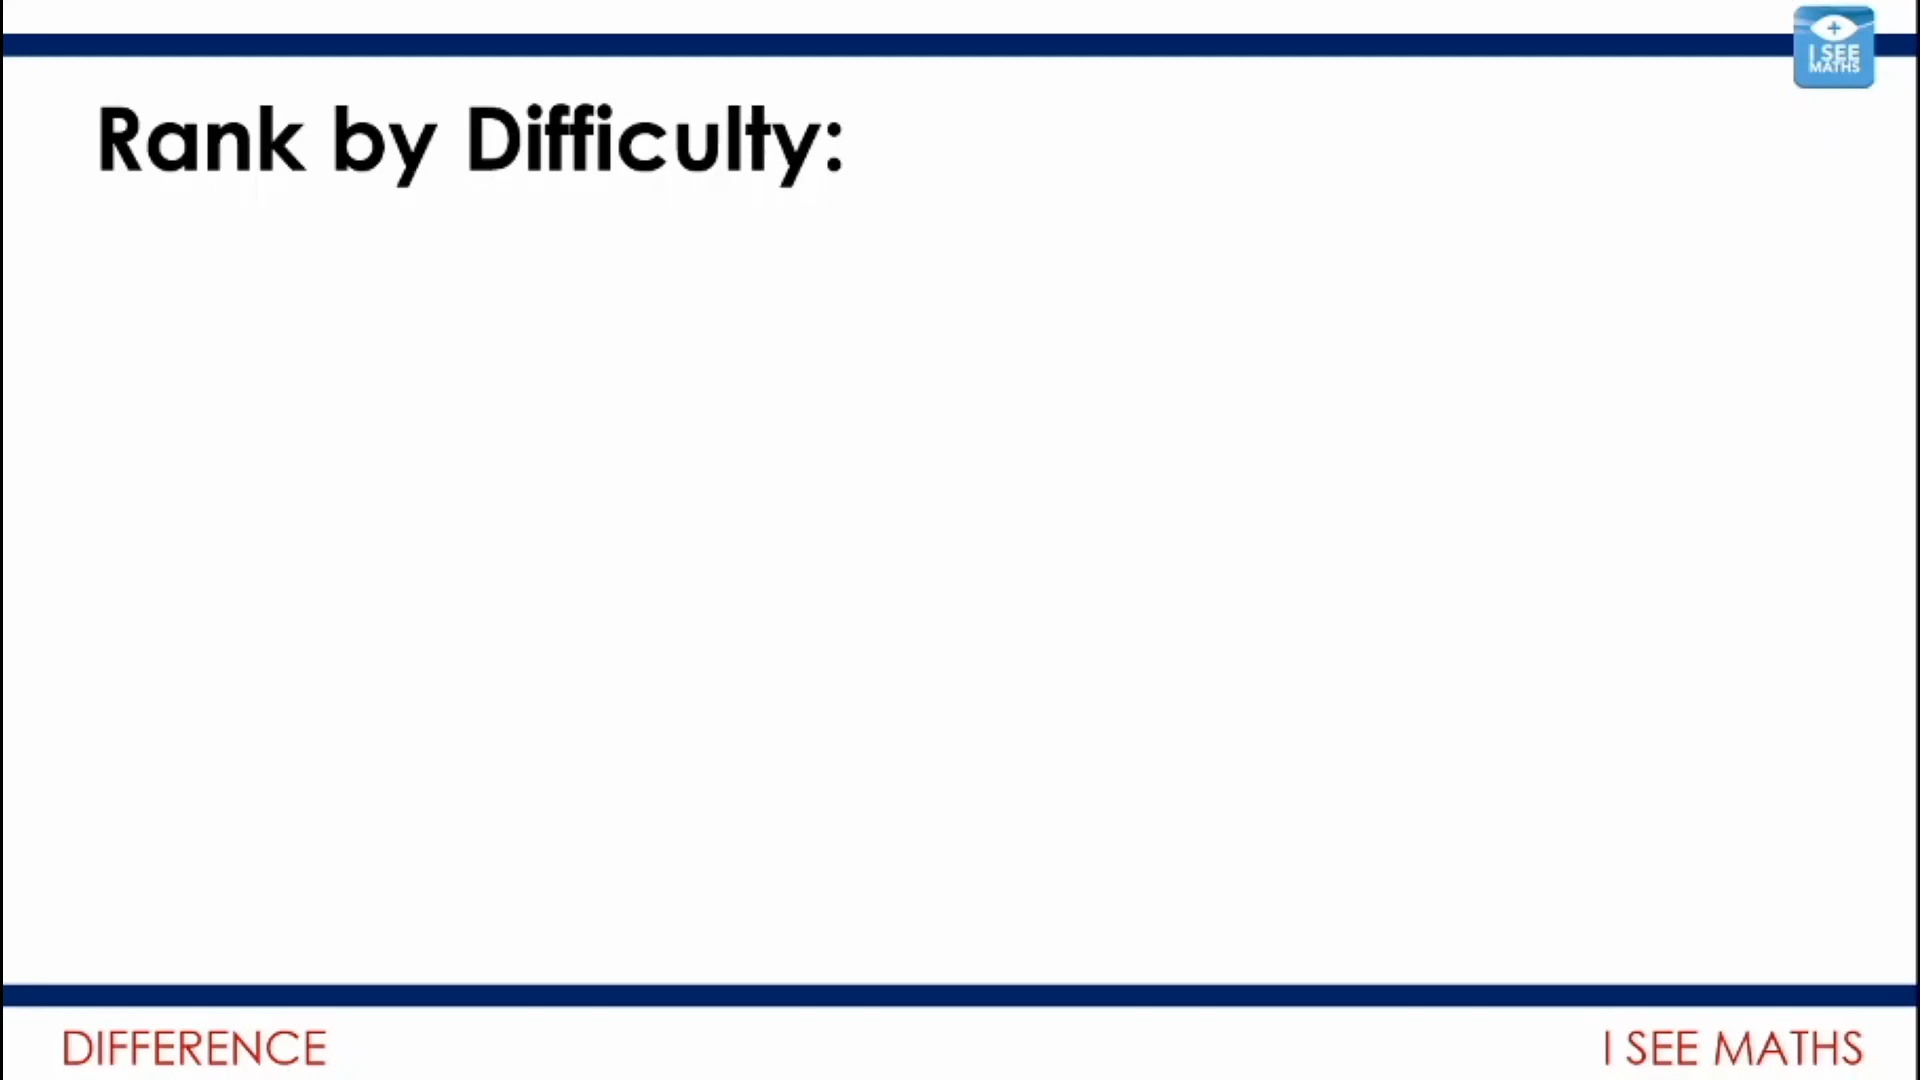 I SEE
MATHS
Rank by Difficulty:
DIFFERENCE
I SEE MATHS